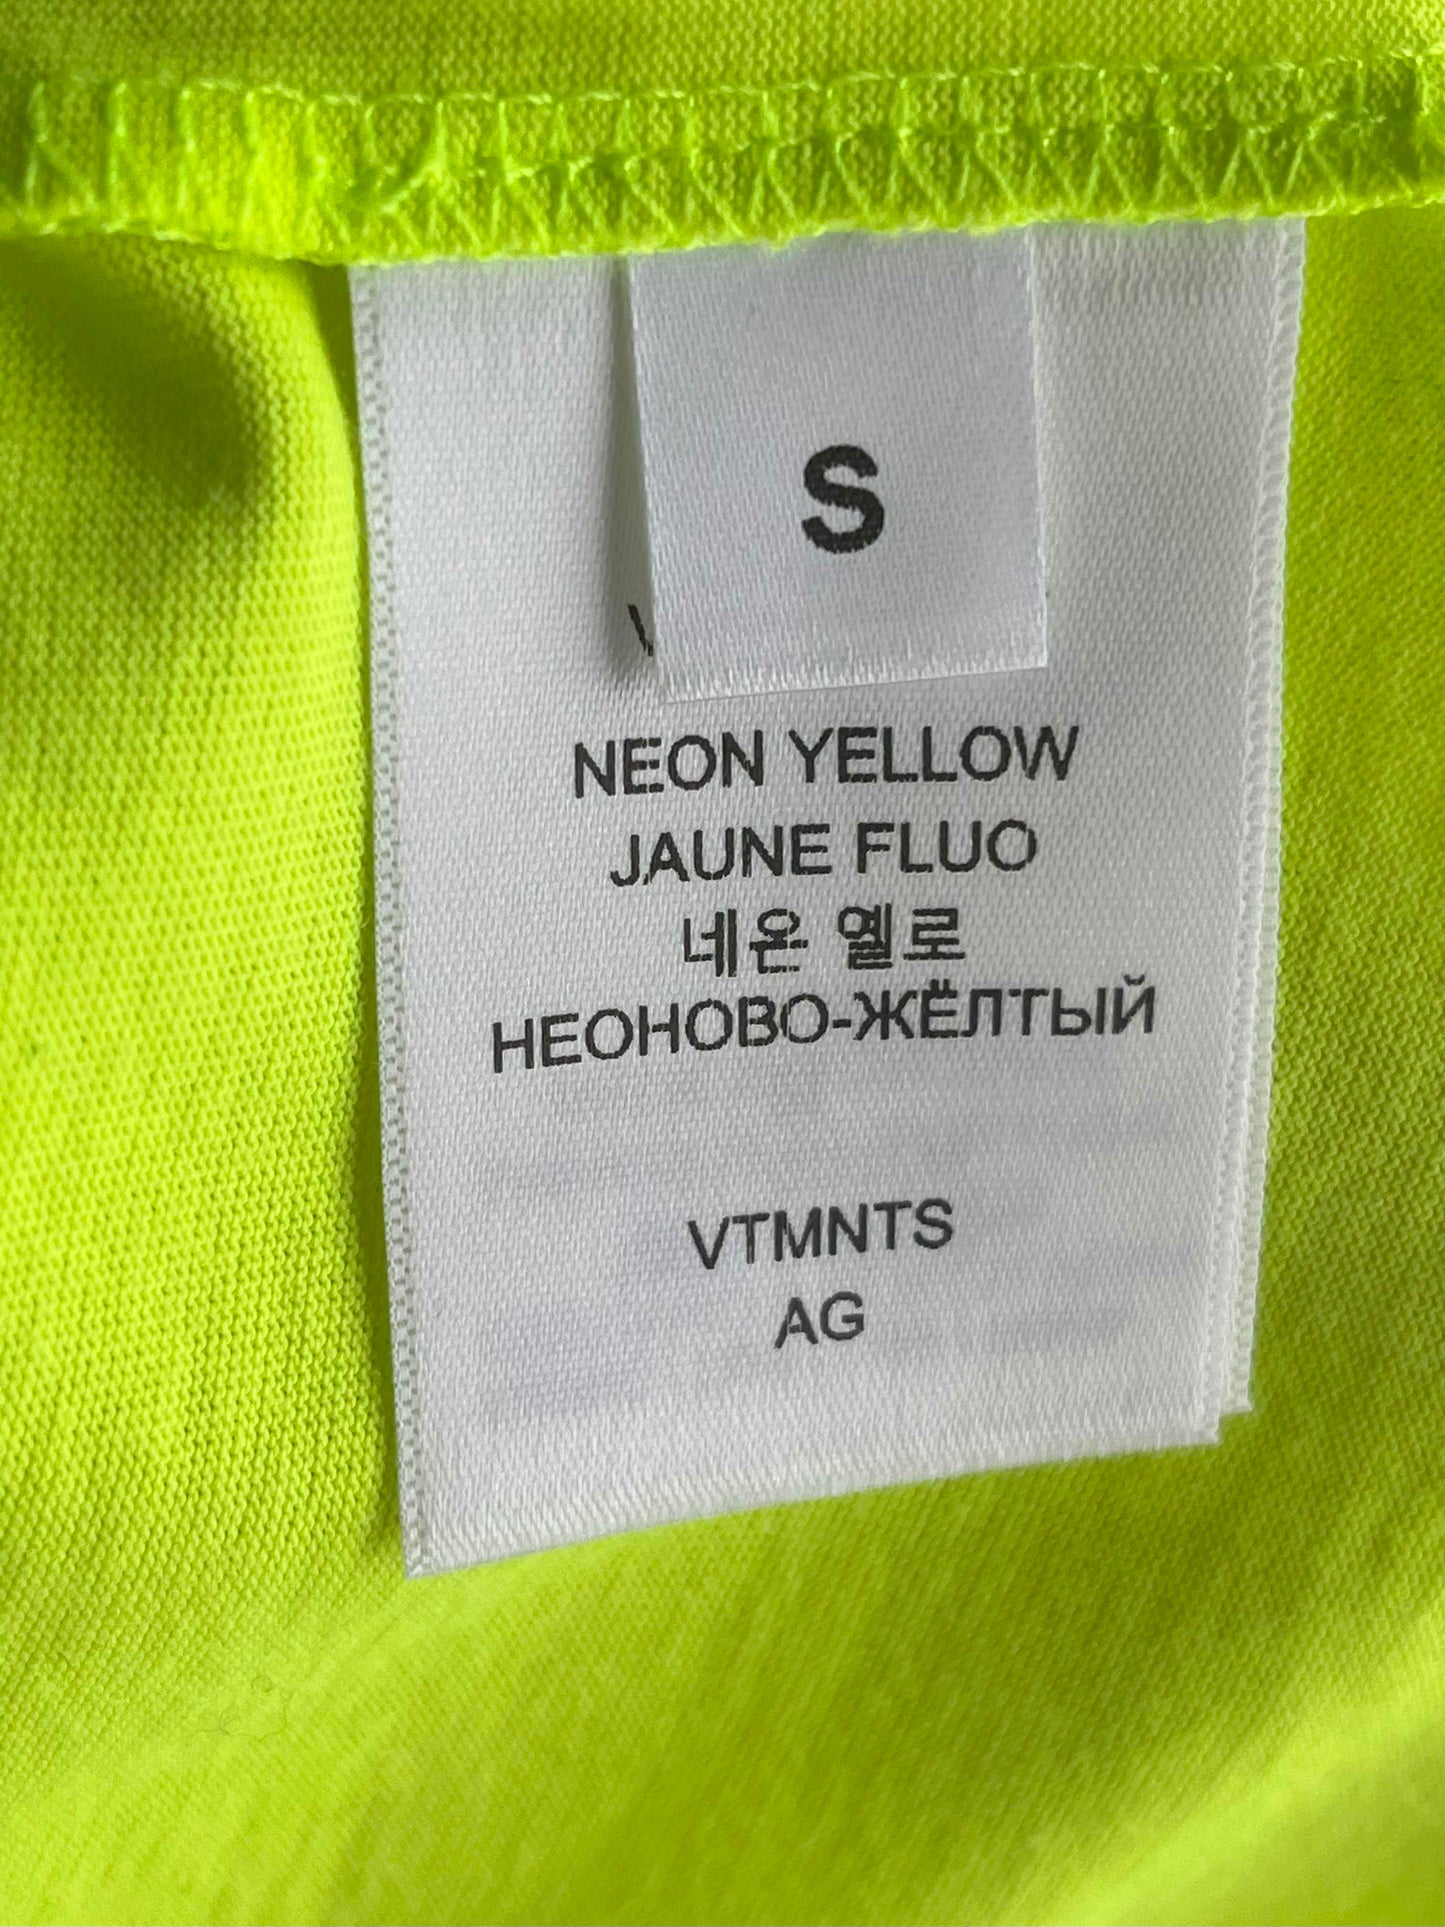 S
NEON YELLOW
JAUNE FLUO
네온 옐로
НЕОНОВО-ЖЁЛТЫЙ
VTMNTS
AG